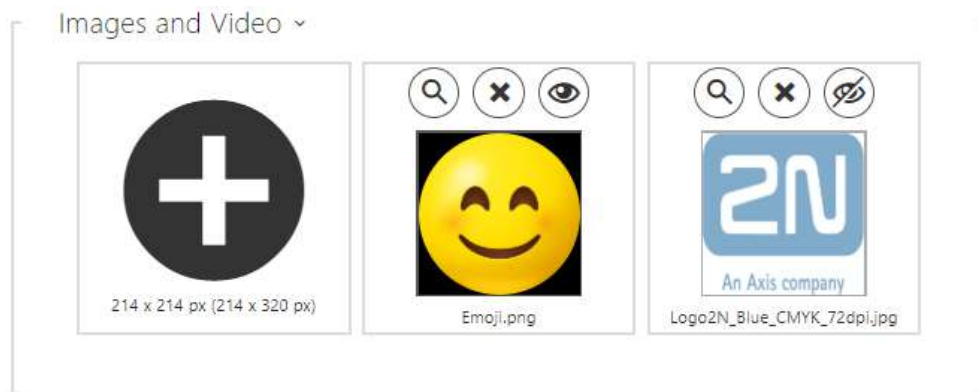 Images and Video
2N
An Axis company
214 x 214 px (214 x 320 px)
Emoji.png
Logo2N_Blue_CMYK_72dpi.jpg